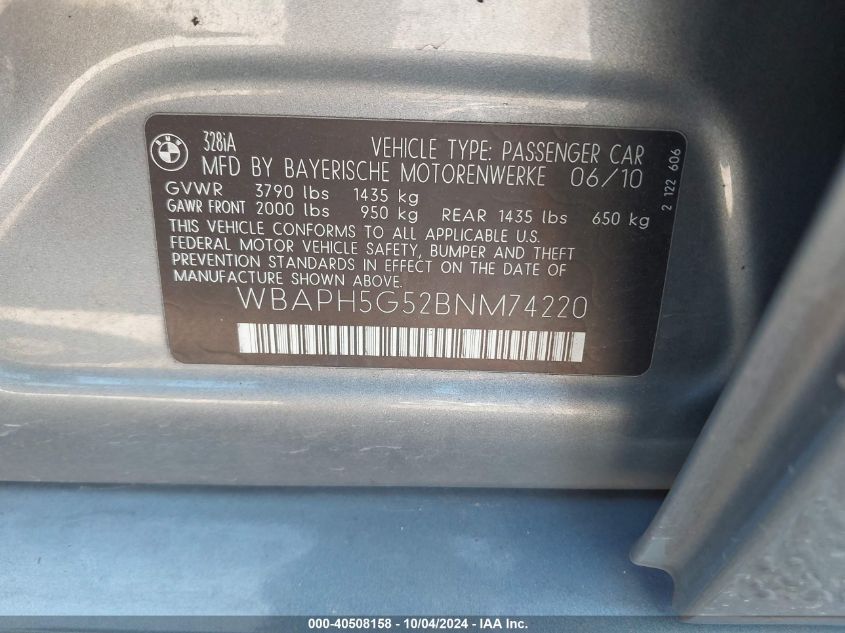 BMW
328iA
VEHICLE TYPE: PASSENGER CAR
MFD BY BAYERISCHE MOTORENWERKE 06/10
GVWR 3790 lbs 1435 kg
GAWR FRONT 2000 lbs 950 kg REAR 1435 lbs 650 kg
THIS VEHICLE CONFORMS TO ALL APPLICABLE U.S.
FEDERAL MOTOR VEHICLE SAFETY, BUMPER AND THEFT
PREVENTION STANDARDS IN EFFECT ON THE DATE OF
MANUFACTURE SHOWN ABOVE.
WBAPH5G52BNM74220
2 122 606
000-40508158 - 10/04/2024 - IAA Inc.